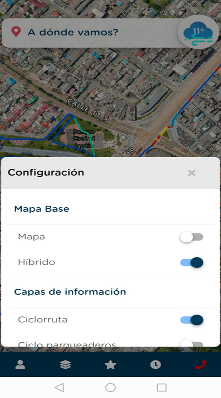 A dónde vamos?
11°
Configuración
×
Mapa Base
Mapa
Híbrido
Capas de información
Ciclorruta
Ciclo parqueaderos